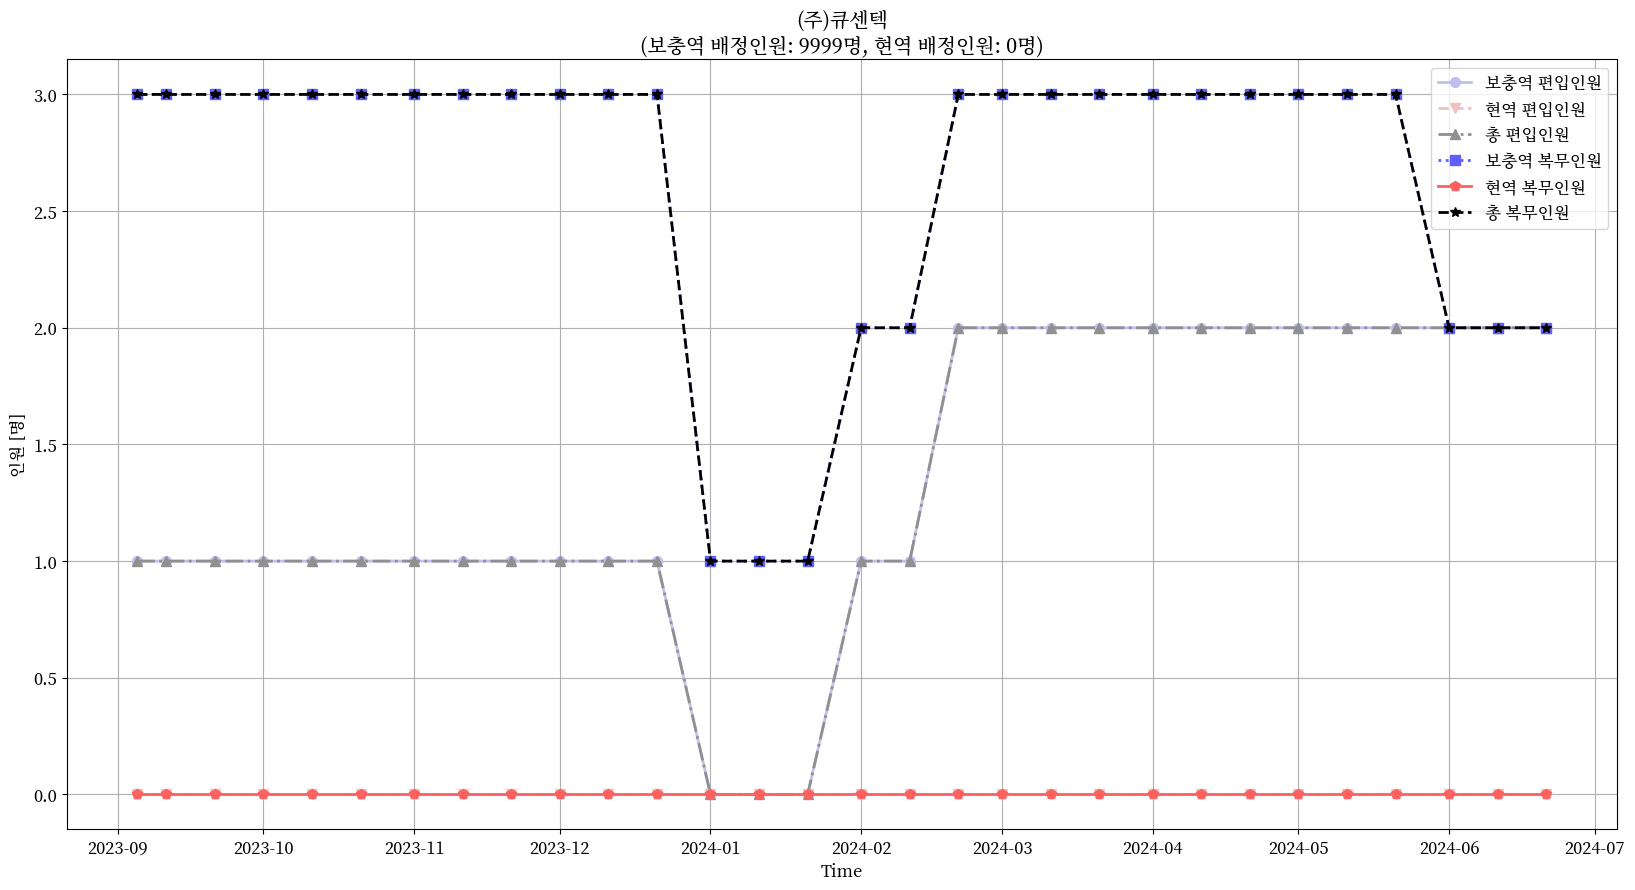 (주)큐센텍
(보충역 배정인원: 9999명, 현역 배정인원: 0명)
보충역 편입인원
현역 편입인원
총 편입인원
보충역 복무인원
현역 복무인원
총 복무인원
인원 [명]
3.0
2.5
2.0
1.5
1.0
0.5
0.0
2023-09 2023-10 2023-11 2023-12 2024-01 2024-02 2024-03 2024-04 2024-05 2024-06 2024-07
Time